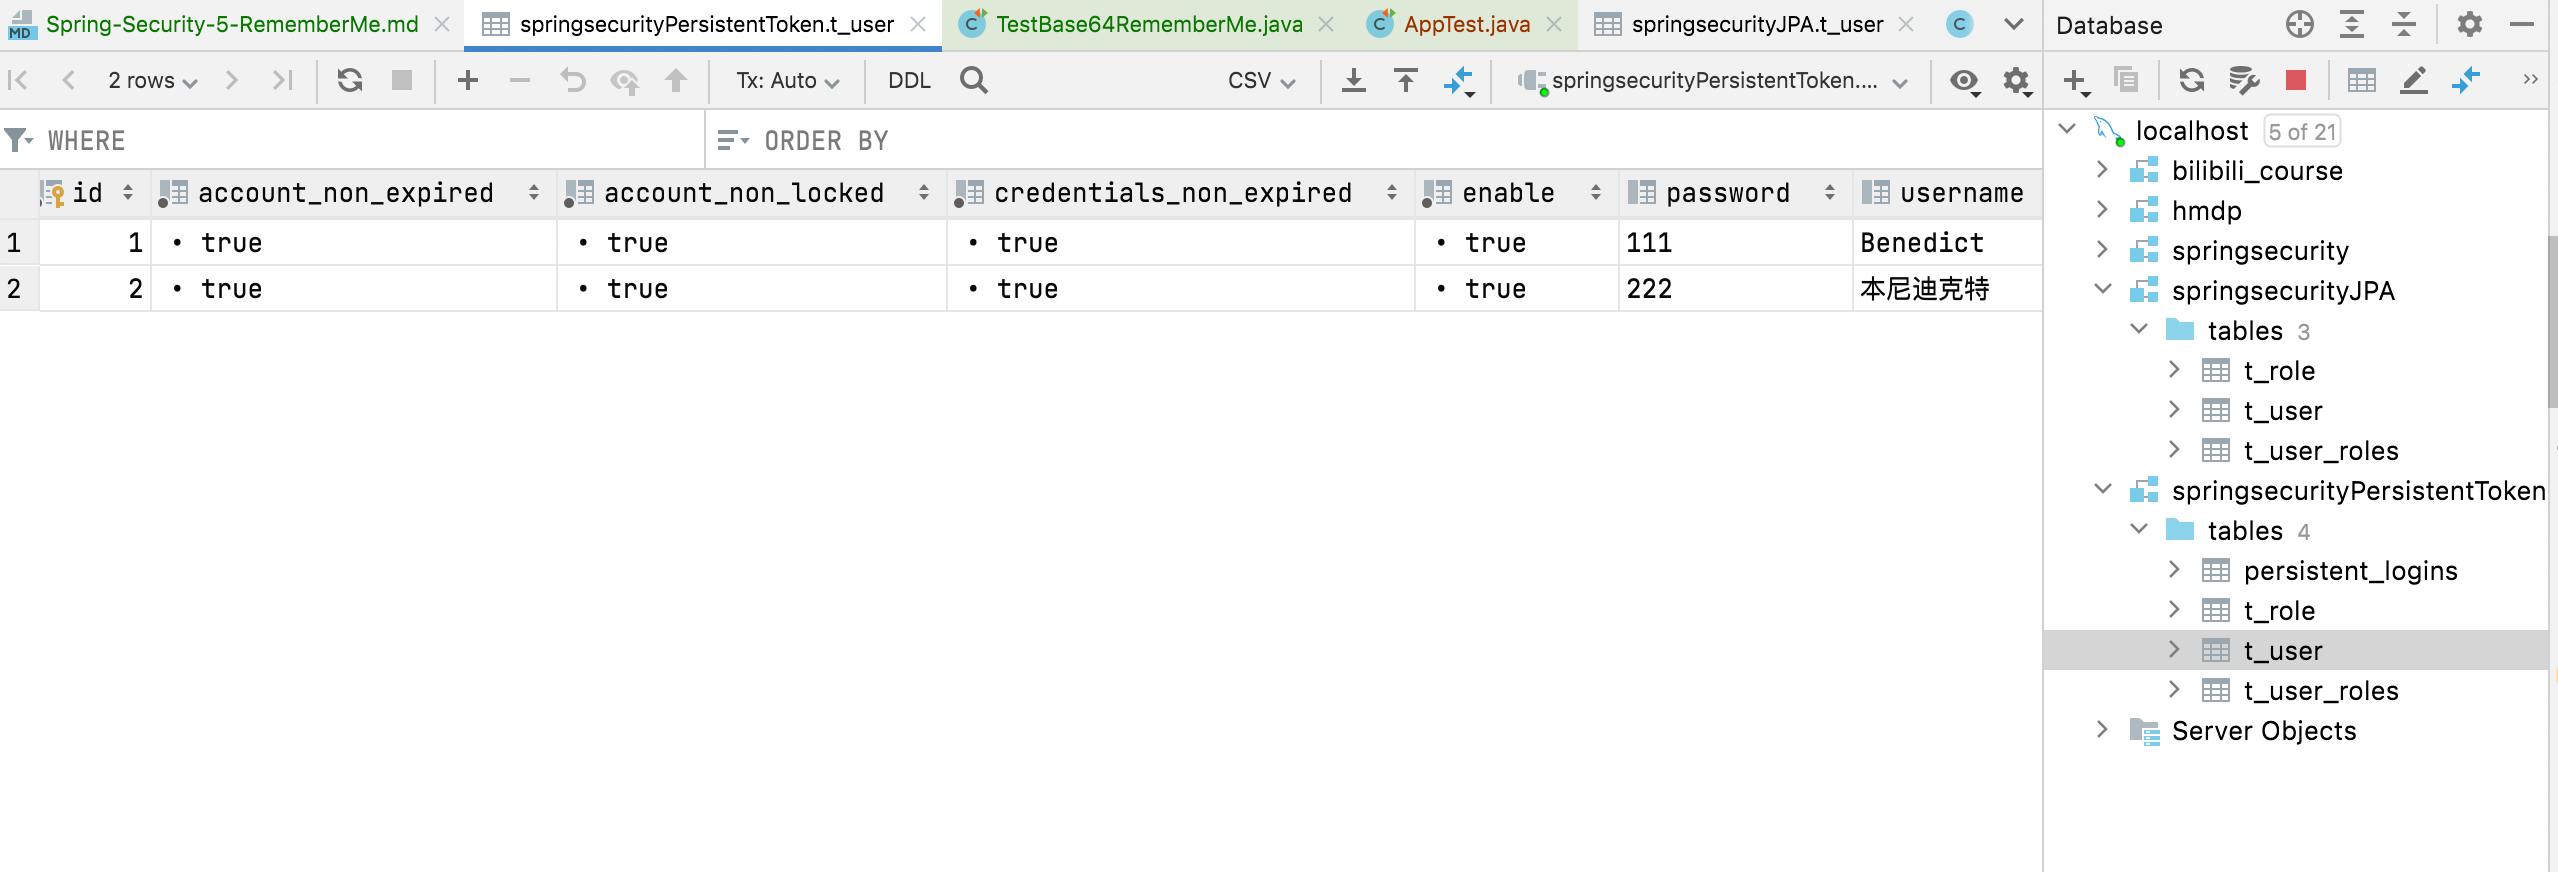 MD Spring-Security-5-RememberMe.md springsecurityPersistentToken.t_user C TestBase64RememberMe.java C AppTest.java springsecurityJPA.t_user C
2 rows Tx: Auto DDL CSV springsecurityPersistentToken....
WHERE ORDER BY
id account_non_expired account_non_locked credentials_non_expired enable password username
1 1 • true • true • true • true 111 Benedict
2 2 • true • true • true • true 222 本尼迪克特
Database
localhost 5 of 21
bilibili_course
hmdp
springsecurity
springsecurityJPA
tables 3
t_role
t_user
t_user_roles
springsecurityPersistentToken
tables 4
persistent_logins
t_role
t_user
t_user_roles
Server Objects